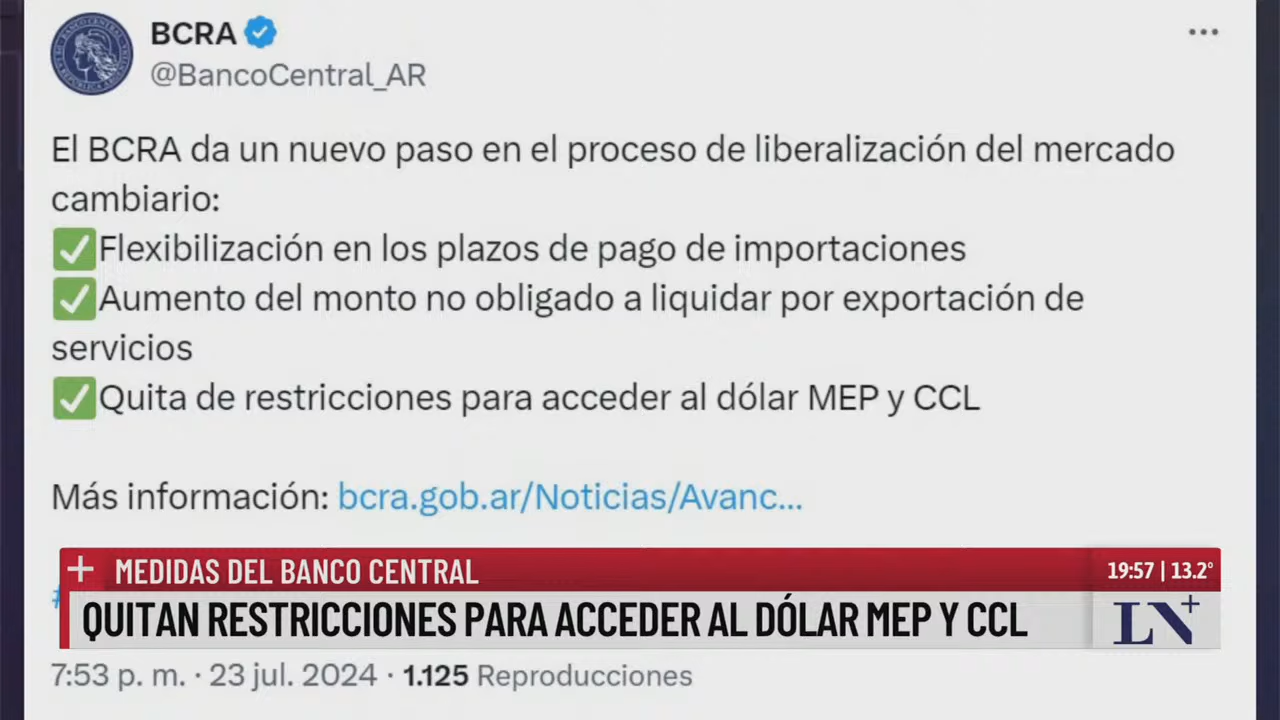 BCRA
@BancoCentral_AR
El BCRA da un nuevo paso en el proceso de liberalización del mercado
cambiario:
✅Flexibilización en los plazos de pago de importaciones
✅Aumento del monto no obligado a liquidar por exportación de
servicios
✅Quita de restricciones para acceder al dólar MEP y CCL
Más información: bcra.gob.ar/Noticias/Avanc...
+ MEDIDAS DEL BANCO CENTRAL
19:57 | 13.2°
QUITAN RESTRICCIONES PARA ACCEDER AL DÓLAR MEP Y CCL
LN+
7:53 p. m. · 23 jul. 2024 · 1.125 Reproducciones